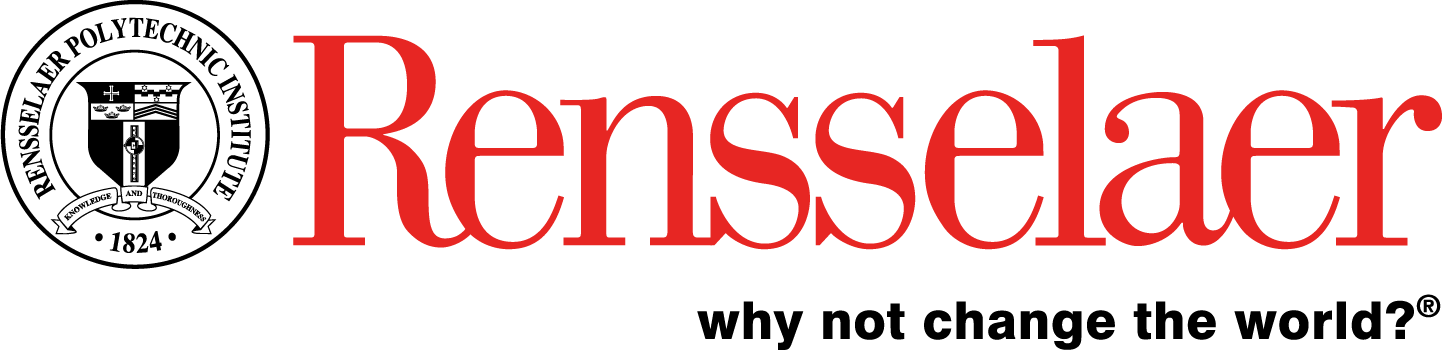 RENSSELAER POLYTECHNIC INSTITUTE
KNOWLEDGE AND THOROUGHNESS
• 1824 •
Rensselaer
why not change the world?®